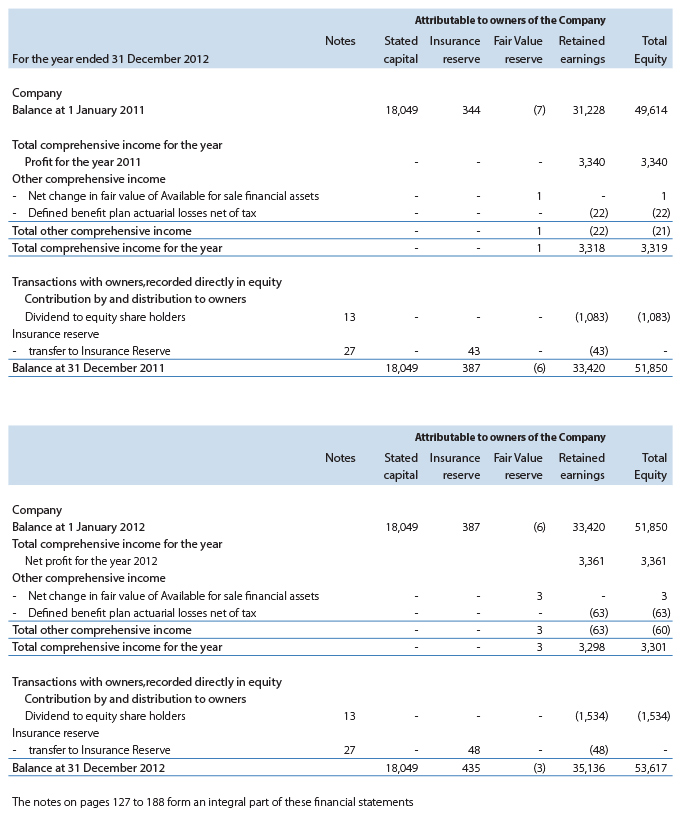 Attributable to owners of the Company
Notes Stated Insurance Fair Value Retained Total
For the year ended 31 December 2012 capital reserve reserve earnings Equity
Company
Balance at 1 January 2011 18,049 344 (7) 31,228 49,614
Total comprehensive income for the year
Profit for the year 2011 - - - 3,340 3,340
Other comprehensive income
- Net change in fair value of Available for sale financial assets - - 1 - 1
- Defined benefit plan actuarial losses net of tax - - - (22) (22)
Total other comprehensive income - - 1 (22) (21)
Total comprehensive income for the year - - 1 3,318 3,319
Transactions with owners,recorded directly in equity
Contribution by and distribution to owners
Dividend to equity share holders 13 - - - (1,083) (1,083)
Insurance reserve
- transfer to Insurance Reserve 27 - 43 - (43) -
Balance at 31 December 2011 18,049 387 (6) 33,420 51,850
Attributable to owners of the Company
Notes Stated Insurance Fair Value Retained Total
capital reserve reserve earnings Equity
Company
Balance at 1 January 2012 18,049 387 (6) 33,420 51,850
Total comprehensive income for the year
Net profit for the year 2012 3,361 3,361
Other comprehensive income
- Net change in fair value of Available for sale financial assets - - 3 - 3
- Defined benefit plan actuarial losses net of tax - - - (63) (63)
Total other comprehensive income - - 3 (63) (60)
Total comprehensive income for the year - - 3 3,298 3,301
Transactions with owners,recorded directly in equity
Contribution by and distribution to owners
Dividend to equity share holders 13 - - - (1,534) (1,534)
Insurance reserve
- transfer to Insurance Reserve 27 - 48 - (48) -
Balance at 31 December 2012 18,049 435 (3) 35,136 53,617
The notes on pages 127 to 188 form an integral part of these financial statements